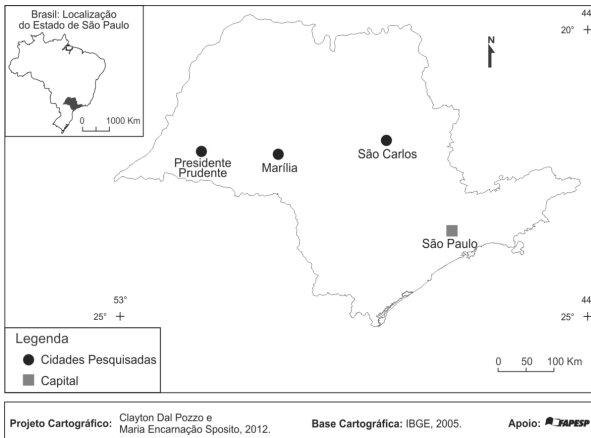 Brasil: Localização
do Estado de São Paulo
0 1000 Km
44
20°
N
Presidente
Prudente
Marília
São Carlos
São Paulo
53°
25°
44
25°
Legenda
Cidades Pesquisadas
Capital
0 50 100 Km
Projeto Cartográfico: Clayton Dal Pozzo e
Maria Encarnação Sposito, 2012.
Base Cartográfica: IBGE, 2005.
Apoio: FAPESP